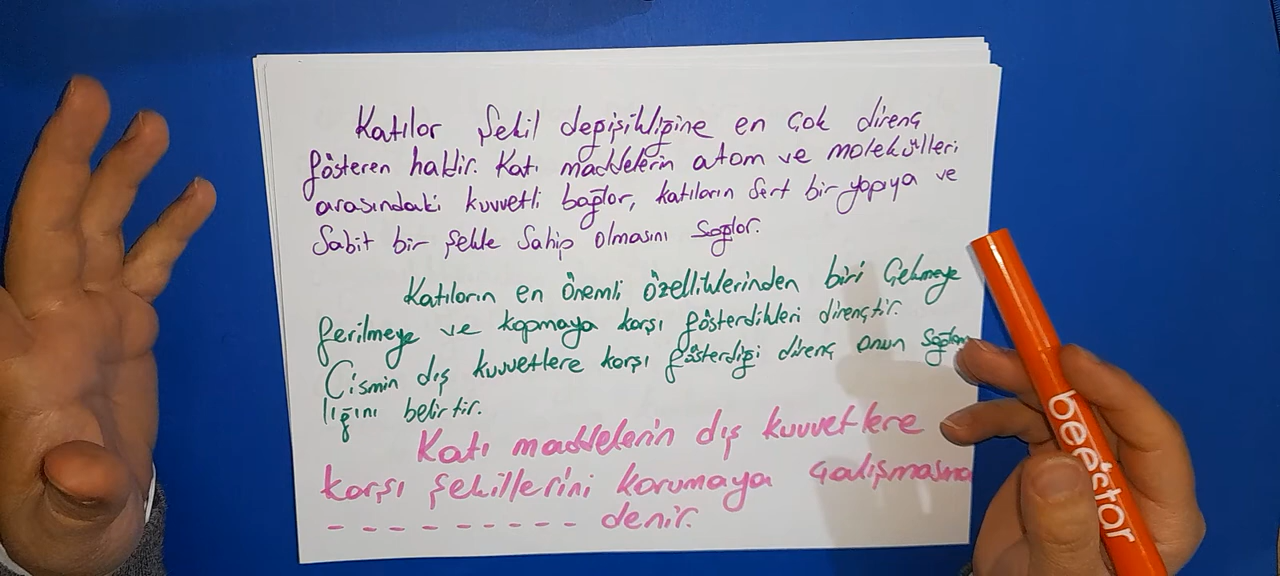 Katılar şekil değişikliğine en çok direnç
gösteren haldir. Katı maddelerin atom ve molekülleri
arasındaki kuvvetli bağlar, katıların sert bir yapıya ve
sabit bir şekle sahip olmasını sağlar.
Katıların en önemli özelliklerinden biri Çekmeye
gerilmeye ve kopmaya karşı gösterdikleri dirençtir.
Cismin dış kuvvetlere karşı gösterdiği direnç onun sağlam
lığını belirtir.
Katı maddelerin dış kuvvetlere
karşı şekillerini korumaya çalışmasına
- - - - - - - - - - denir.
beector